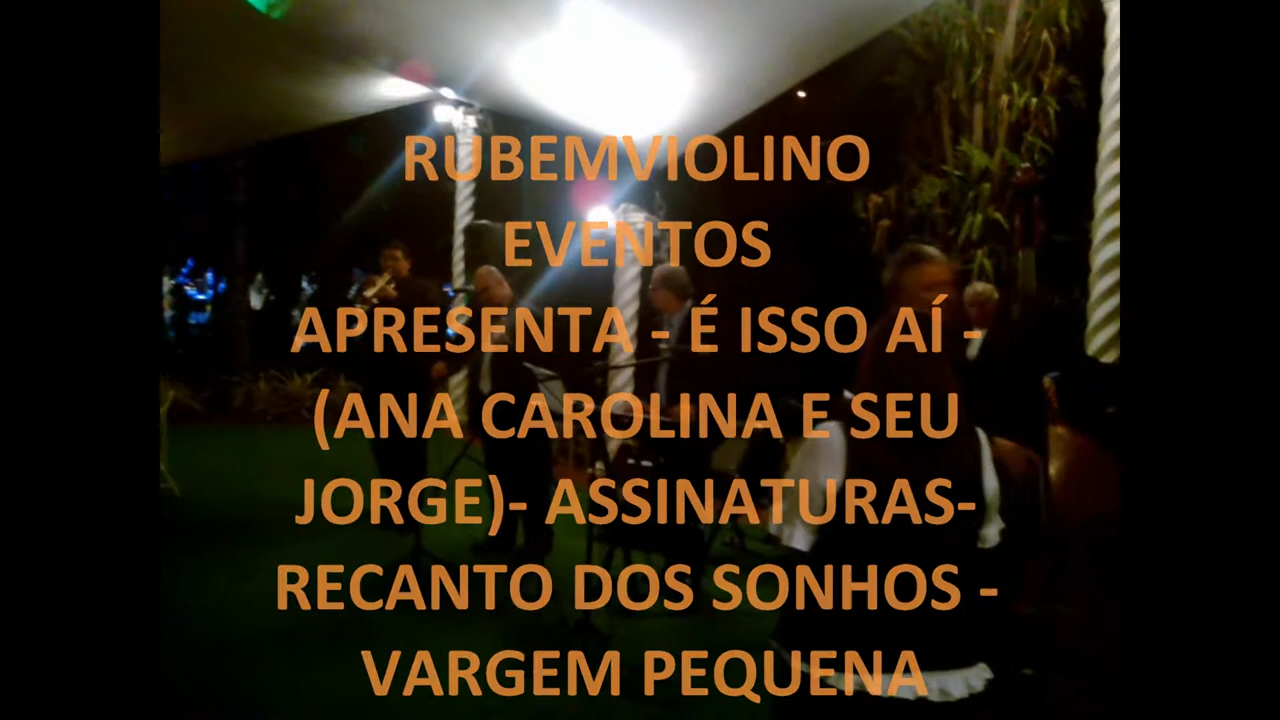 RUBEMVIOLINO
EVENTOS
APRESENTA - É ISSO AÍ -
(ANA CAROLINA E SEU
JORGE)- ASSINATURAS-
RECANTO DOS SONHOS -
VARGEM PEQUENA